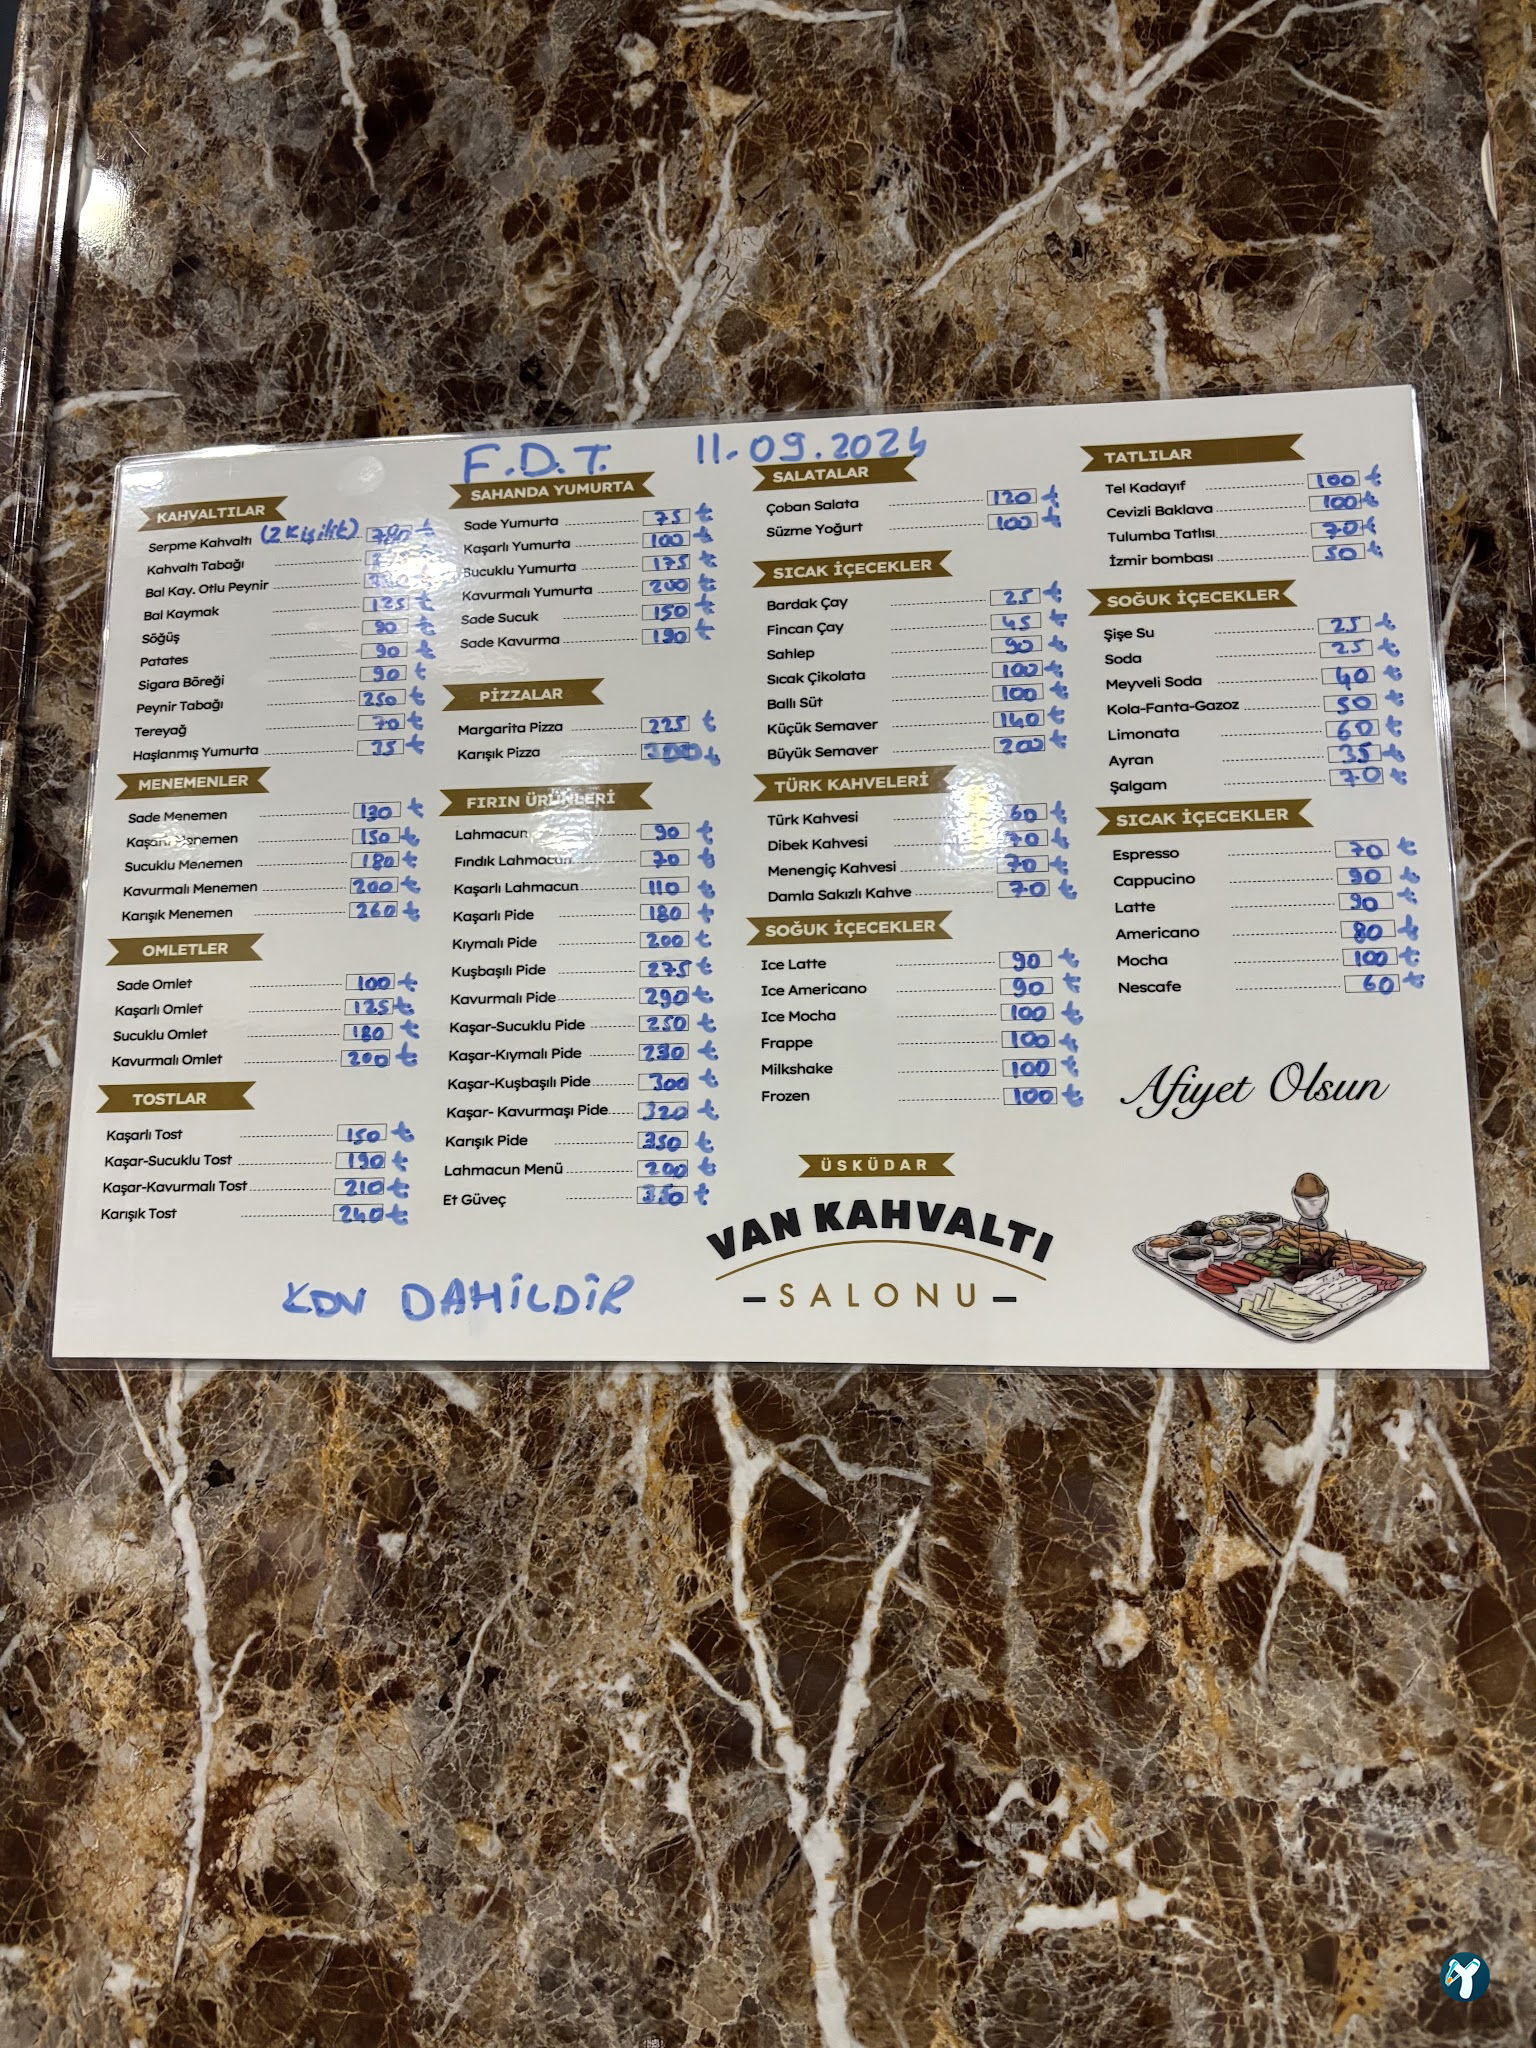 F.D.T. 11.09.2024
KAHVALTILAR
Serpme Kahvaltı (2 Kişilik) 780 ₺
Kahvaltı Tabağı
Bal Kay. Otlu Peynir
Bal Kaymak 125 ₺
Söğüş 90 ₺
Patates 90 ₺
Sigara Böreği 90 ₺
Peynir Tabağı 250 ₺
Tereyağ 70 ₺
Haşlanmış Yumurta 35 ₺
MENEMENLER
Sade Menemen 130 ₺
Kaşarlı Menemen 150 ₺
Sucuklu Menemen 180 ₺
Kavurmalı Menemen 200 ₺
Karışık Menemen 260 ₺
OMLETLER
Sade Omlet 100 ₺
Kaşarlı Omlet 125 ₺
Sucuklu Omlet 180 ₺
Kavurmalı Omlet 200 ₺
TOSTLAR
Kaşarlı Tost 150 ₺
Kaşar-Sucuklu Tost 190 ₺
Kaşar-Kavurmalı Tost 210 ₺
Karışık Tost 240 ₺
SAHANDA YUMURTA
Sade Yumurta 75 ₺
Kaşarlı Yumurta 100 ₺
Sucuklu Yumurta 175 ₺
Kavurmalı Yumurta 200 ₺
Sade Sucuk 150 ₺
Sade Kavurma 190 ₺
PİZZALAR
Margarita Pizza 225 ₺
Karışık Pizza 300 ₺
FIRIN ÜRÜNLERİ
Lahmacun 90 ₺
Fındık Lahmacun 70 ₺
Kaşarlı Lahmacun 110 ₺
Kaşarlı Pide 180 ₺
Kıymalı Pide 200 ₺
Kuşbaşılı Pide 275 ₺
Kavurmalı Pide 290 ₺
Kaşar-Sucuklu Pide 250 ₺
Kaşar-Kıymalı Pide ₺
Kaşar-Kuşbaşılı Pide 300 ₺
Kaşar- Kavurmaşı Pide 320 ₺
Karışık Pide 350 ₺
Lahmacun Menü 200 ₺
Et Güveç ₺
SALATALAR
Çoban Salata 120 ₺
Süzme Yoğurt 100 ₺
SICAK İÇECEKLER
Bardak Çay 25 ₺
Fincan Çay 45 ₺
Sahlep 90 ₺
Sıcak Çikolata 100 ₺
Ballı Süt 100 ₺
Küçük Semaver 140 ₺
Büyük Semaver 200 ₺
TÜRK KAHVELERİ
Türk Kahvesi 60 ₺
Dibek Kahvesi 70 ₺
Menengiç Kahvesi 70 ₺
Damla Sakızlı Kahve 70 ₺
SOĞUK İÇECEKLER
Ice Latte 90 ₺
Ice Americano 90 ₺
Ice Mocha 100 ₺
Frappe 100 ₺
Milkshake 100 ₺
Frozen 100 ₺
TATLILAR
Tel Kadayıf 100 ₺
Cevizli Baklava 100 ₺
Tulumba Tatlısı 70 ₺
İzmir bombası 50 ₺
SOĞUK İÇECEKLER
Şişe Su 25 ₺
Soda 25 ₺
Meyveli Soda 40 ₺
Kola-Fanta-Gazoz 50 ₺
Limonata 60 ₺
Ayran 35 ₺
Şalgam 70 ₺
SICAK İÇECEKLER
Espresso 70 ₺
Cappucino 90 ₺
Latte 90 ₺
Americano 80 ₺
Mocha 100 ₺
Nescafe 60 ₺
Afiyet Olsun
ÜSKÜDAR
VAN KAHVALTI
- SALONU -
KDV DAHİLDİR